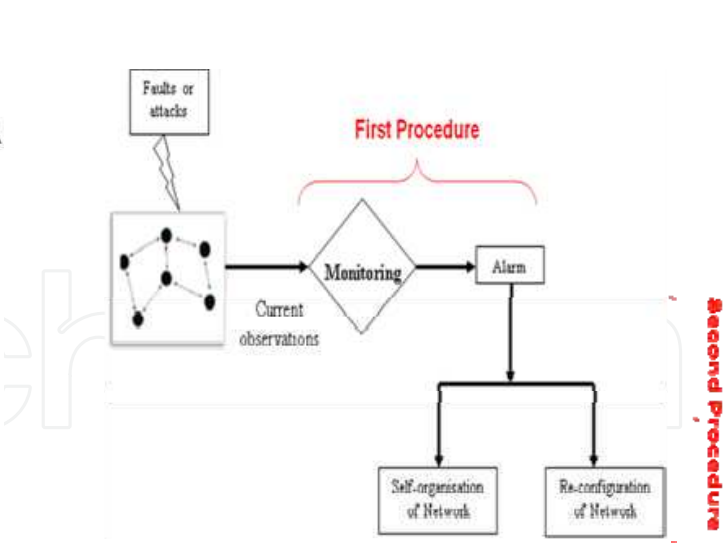 Faults or
attacks
First Procedure
Monitoring
Alarm
Current
observations
Second Procedure
Self-organisation
of Network
Re-configuration
of Network